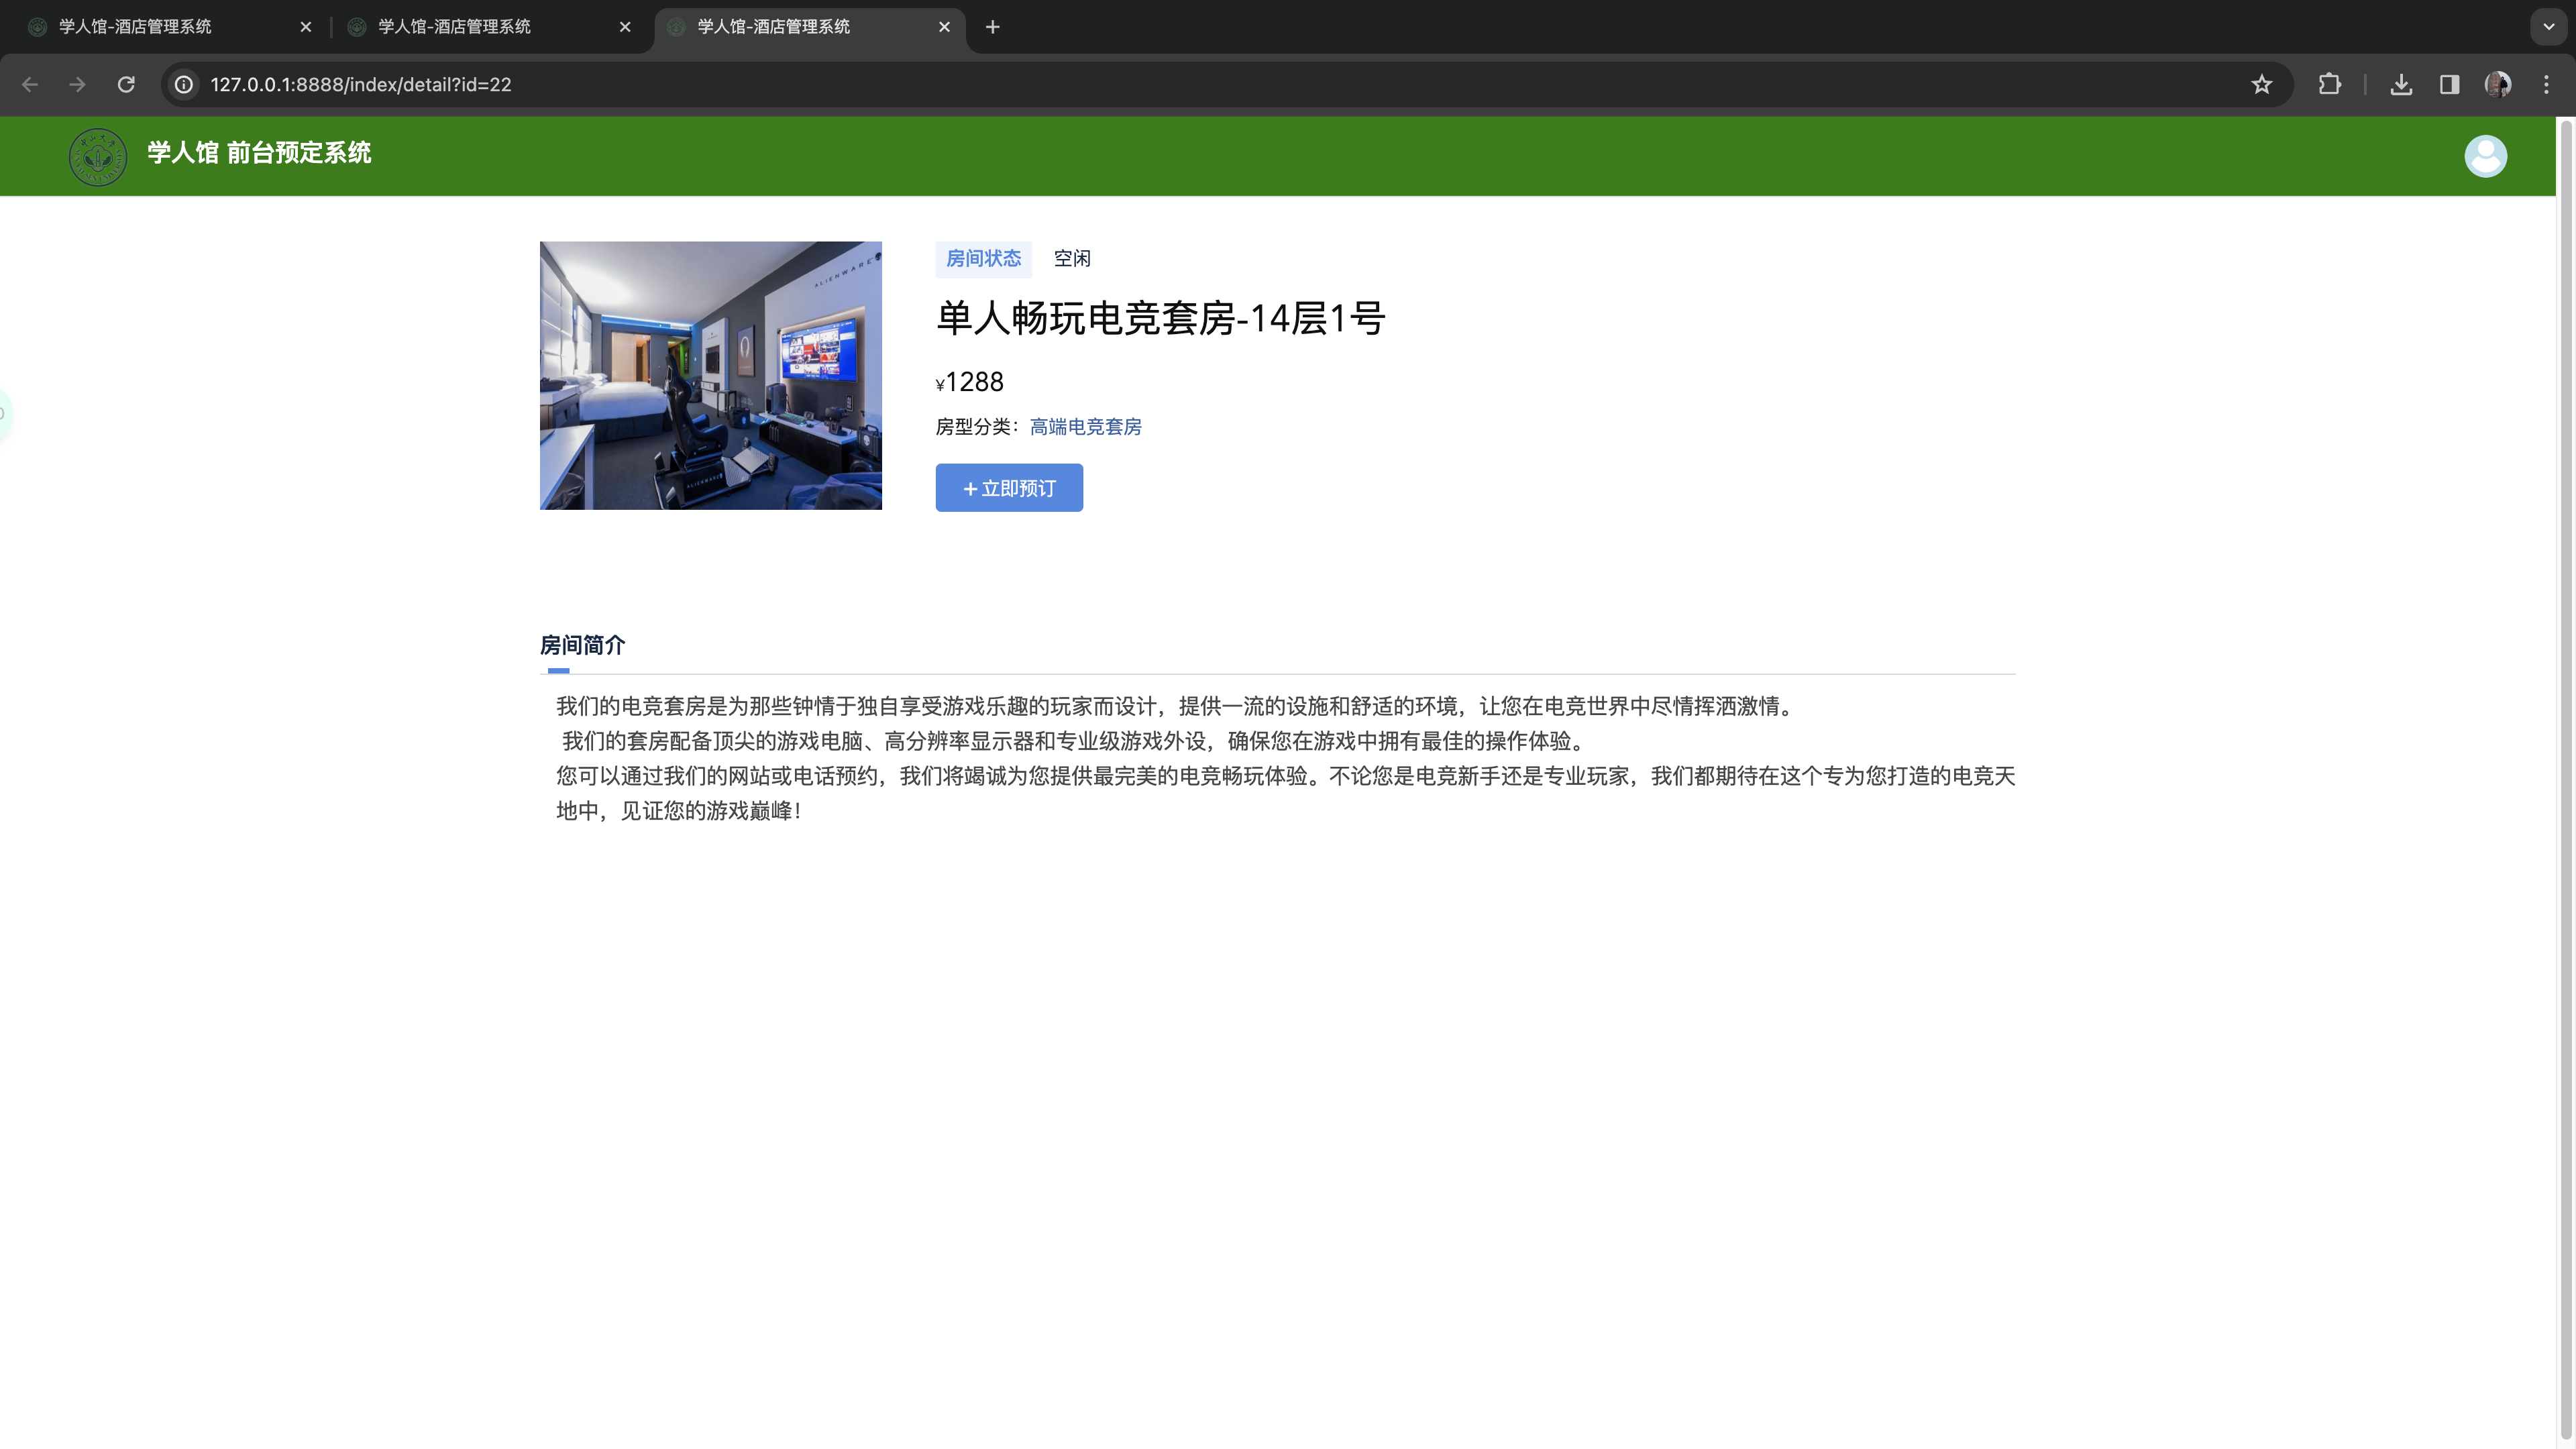 学人馆-酒店管理系统
学人馆-酒店管理系统
学人馆-酒店管理系统
127.0.0.1:8888/index/detail?id=22
学人馆 前台预定系统
ALIENWARE
房间状态 空闲
单人畅玩电竞套房-14层1号
¥1288
房型分类：高端电竞套房
ALIENWARE
+立即预订
房间简介
我们的电竞套房是为那些钟情于独自享受游戏乐趣的玩家而设计，提供一流的设施和舒适的环境，让您在电竞世界中尽情挥洒激情。
我们的套房配备顶尖的游戏电脑、高分辨率显示器和专业级游戏外设，确保您在游戏中拥有最佳的操作体验。
您可以通过我们的网站或电话预约，我们将竭诚为您提供最完美的电竞畅玩体验。不论您是电竞新手还是专业玩家，我们都期待在这个专为您打造的电竞天
地中，见证您的游戏巅峰！